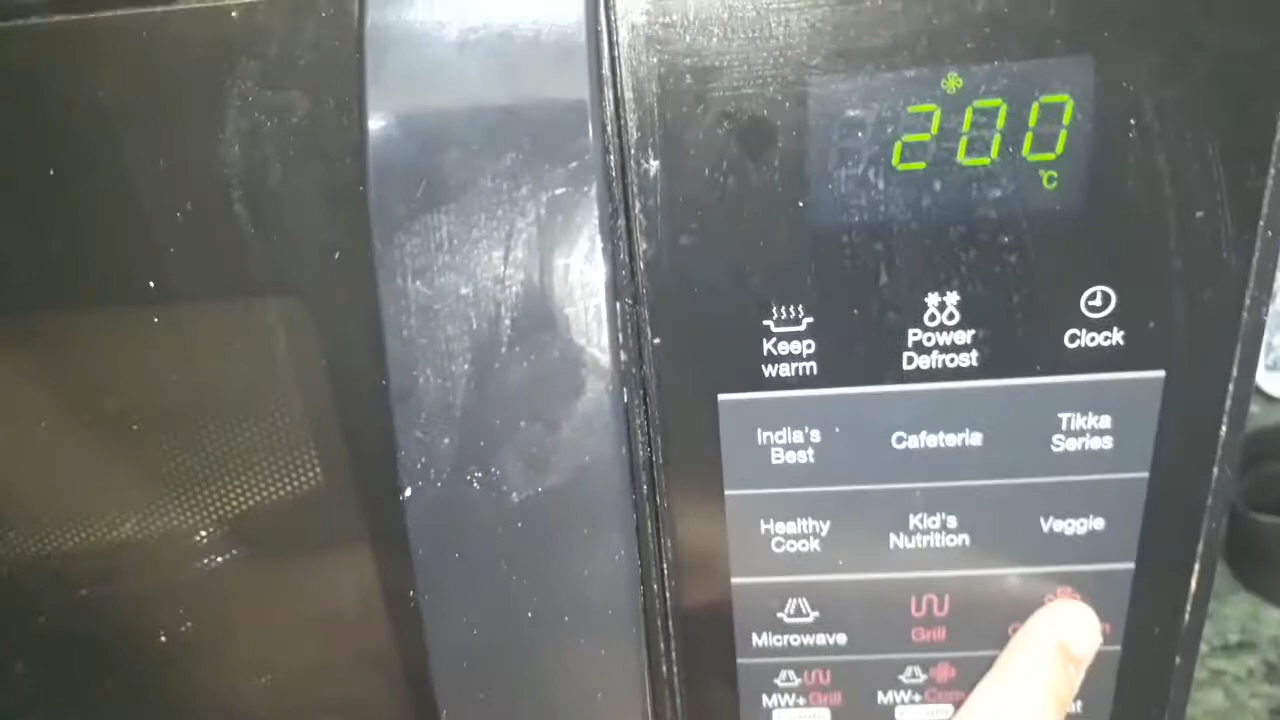 200
°C
Keep
warm
Power
Defrost
Clock
India's
Best
Cafeteria
Tikka
Series
Healthy
Cook
Kid's
Nutrition
Veggie
Microwave
Grill
MW+Grill
MW+